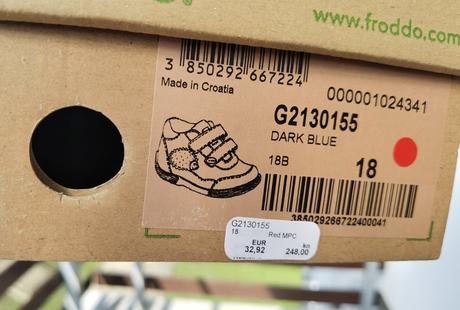 www.froddo.com
3 850292 667224
Made in Croatia
000001024341
G2130155
DARK BLUE
18B
18
38502926672240041
G2130155
18 Red MPC
EUR kn
32,92 248,00